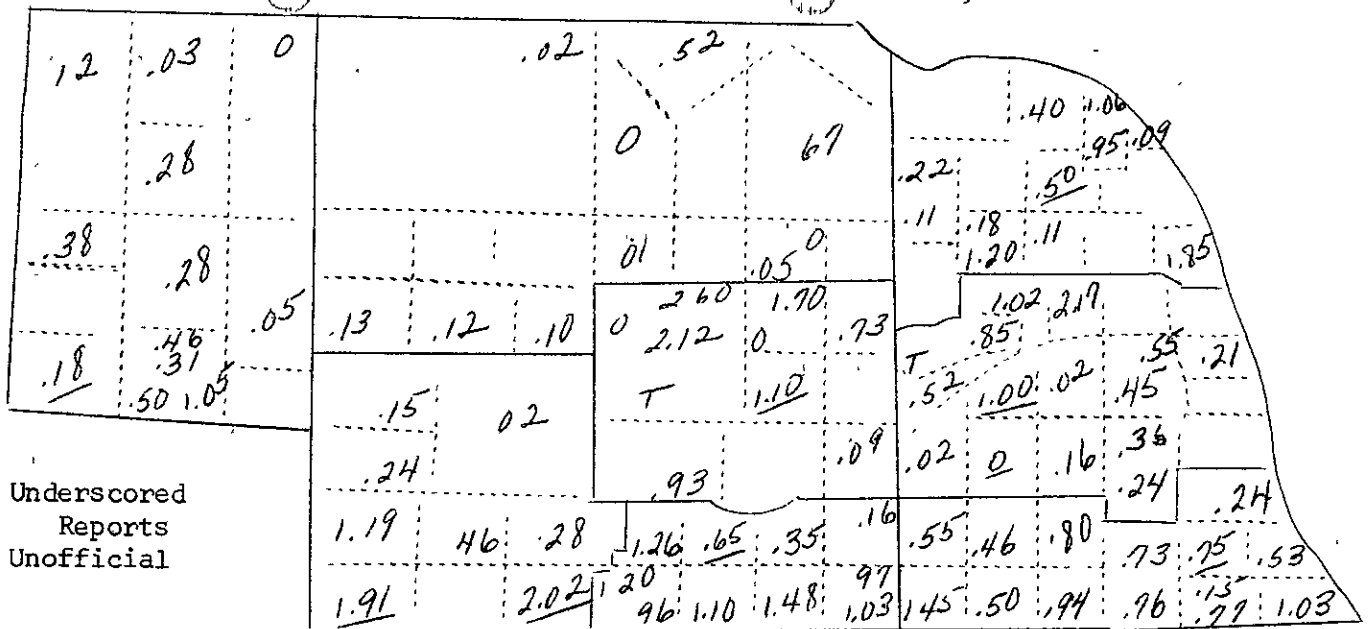 .02 .52
.12 .03 0
.40 1.06
0 67 .95 .09
.28 .22 .50
.11 .18 .11
.38 .28 01 .05 0 1.20 1.85
2 60 1.70 1.02 2.17
.05 .13 .12 .10 0 2.12 0 .73 .85
.46 T .55 .21
.18 .31 T 1.10 .52 1.00 .02 .45
.50 1.05 .15 02
.09 .02 0 .16 .36
.24 .93 .24 .24
Underscored
Reports
Unofficial
1.19 46 .28 1.26 .65 .35 .16 .55 .46 .80 .73 .75 .53
1.91 2.02 1 20 96 1.10 1.48 97 1.03 1.45 .50 .94 .76 .15 .77 1.03